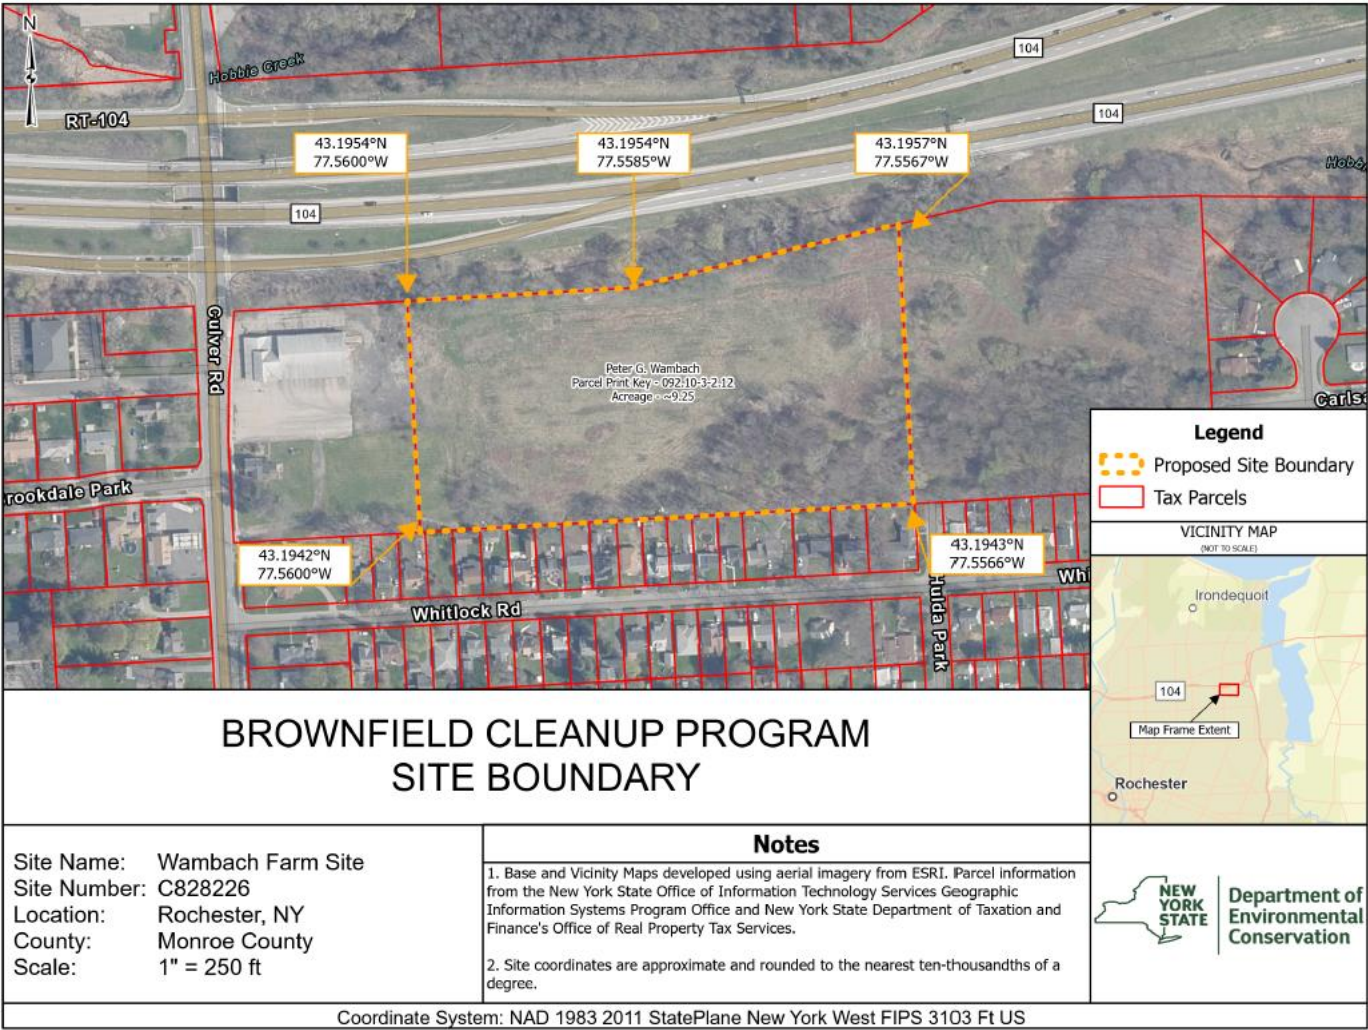 N
Hobbie Creek
104
RT-104
104
43.1954°N
77.5600°W
43.1954°N
77.5585°W
43.1957°N
77.5567°W
104
Culver Rd
Peter G. Wambach
Parcel Print Key - 092.10-3-2.12
Acreage - ~9.25
rookdale Park
43.1942°N
77.5600°W
43.1943°N
77.5566°W
Whitlock Rd
Whi
Hulda Park
Carlsa
Legend
Proposed Site Boundary
Tax Parcels
VICINITY MAP
(NOT TO SCALE)
Irondequoit
104
Map Frame Extent
Rochester
BROWNFIELD CLEANUP PROGRAM
SITE BOUNDARY
Site Name: Wambach Farm Site
Site Number: C828226
Location: Rochester, NY
County: Monroe County
Scale: 1" = 250 ft
Notes
1. Base and Vicinity Maps developed using aerial imagery from ESRI. Parcel information
from the New York State Office of Information Technology Services Geographic
Information Systems Program Office and New York State Department of Taxation and
Finance's Office of Real Property Tax Services.
2. Site coordinates are approximate and rounded to the nearest ten-thousandths of a
degree.
NEW
YORK
STATE
Department of
Environmental
Conservation
Coordinate System: NAD 1983 2011 StatePlane New York West FIPS 3103 Ft US